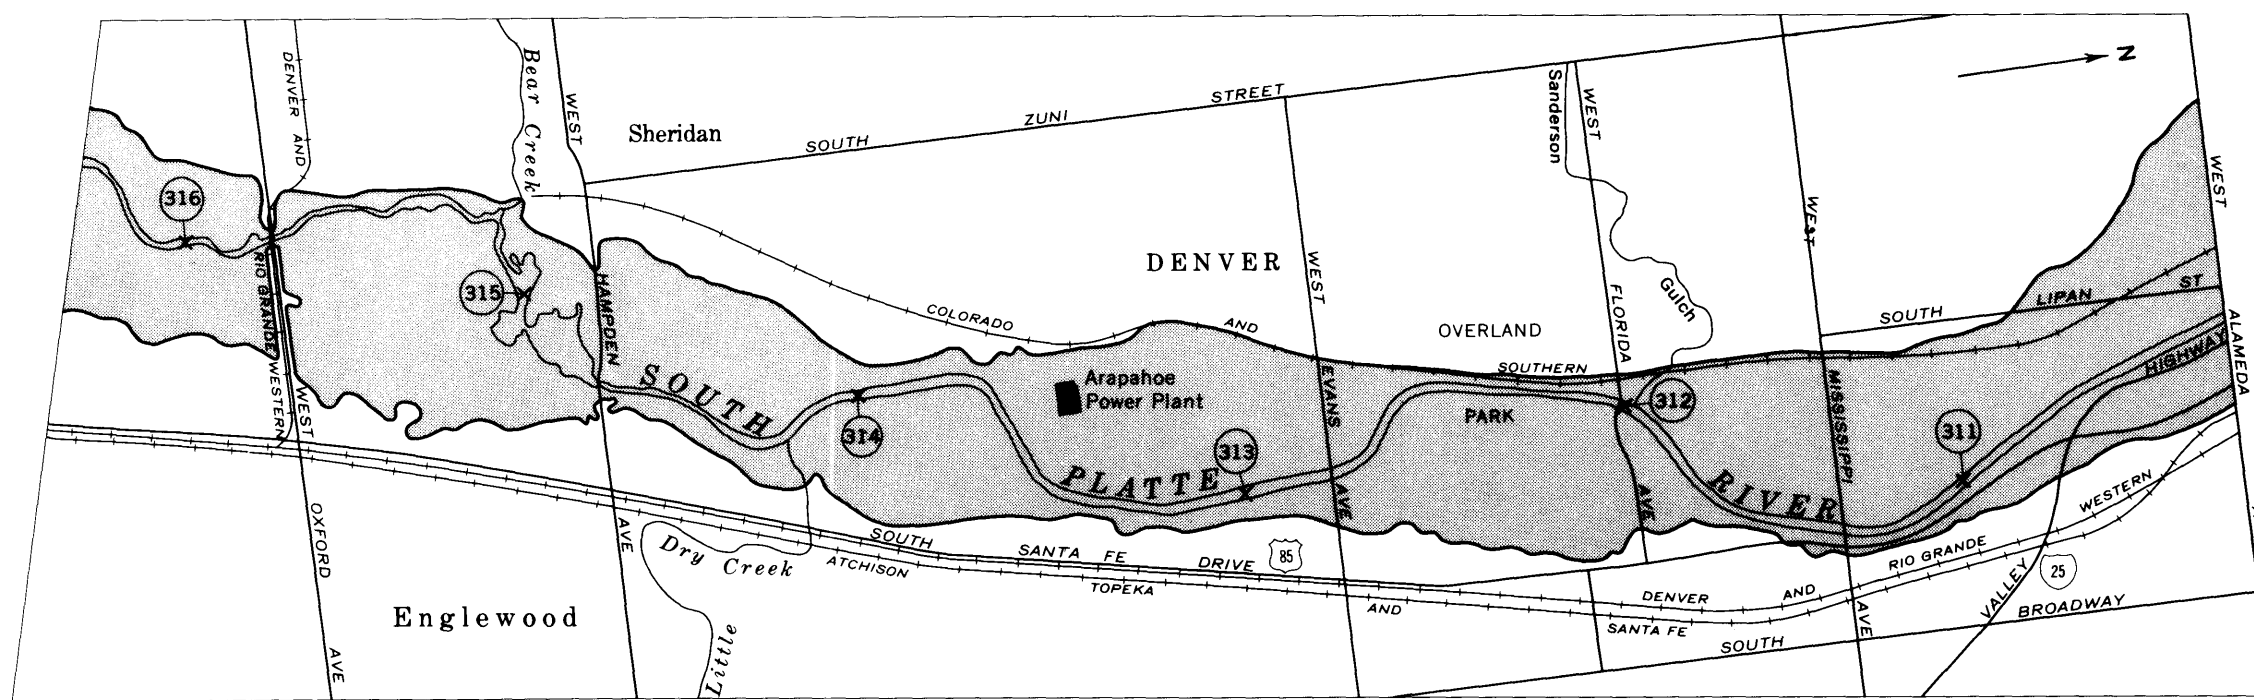 DENVER AND
RIO GRANDE
WESTERN
Bear Creek
WEST
HAMPDEN
AVE
Sheridan
SOUTH ZUNI STREET
Sanderson
Gulch
WEST
FLORIDA
AVE
N
WEST
MISSISSIPPI
AVE
WEST
ALAMEDA
316
315
DENVER
WEST
EVANS
AVE
COLORADO AND SOUTHERN
OVERLAND
PARK
SOUTH LIPAN ST
VALLEY HIGHWAY
SOUTH PLATTE RIVER
Arapahoe
Power Plant
314
313
312
311
WEST
OXFORD
AVE
Englewood
Little
Dry Creek
SOUTH SANTA FE DRIVE
85
ATCHISON TOPEKA AND SANTA FE
DENVER AND RIO GRANDE WESTERN
25
SOUTH BROADWAY